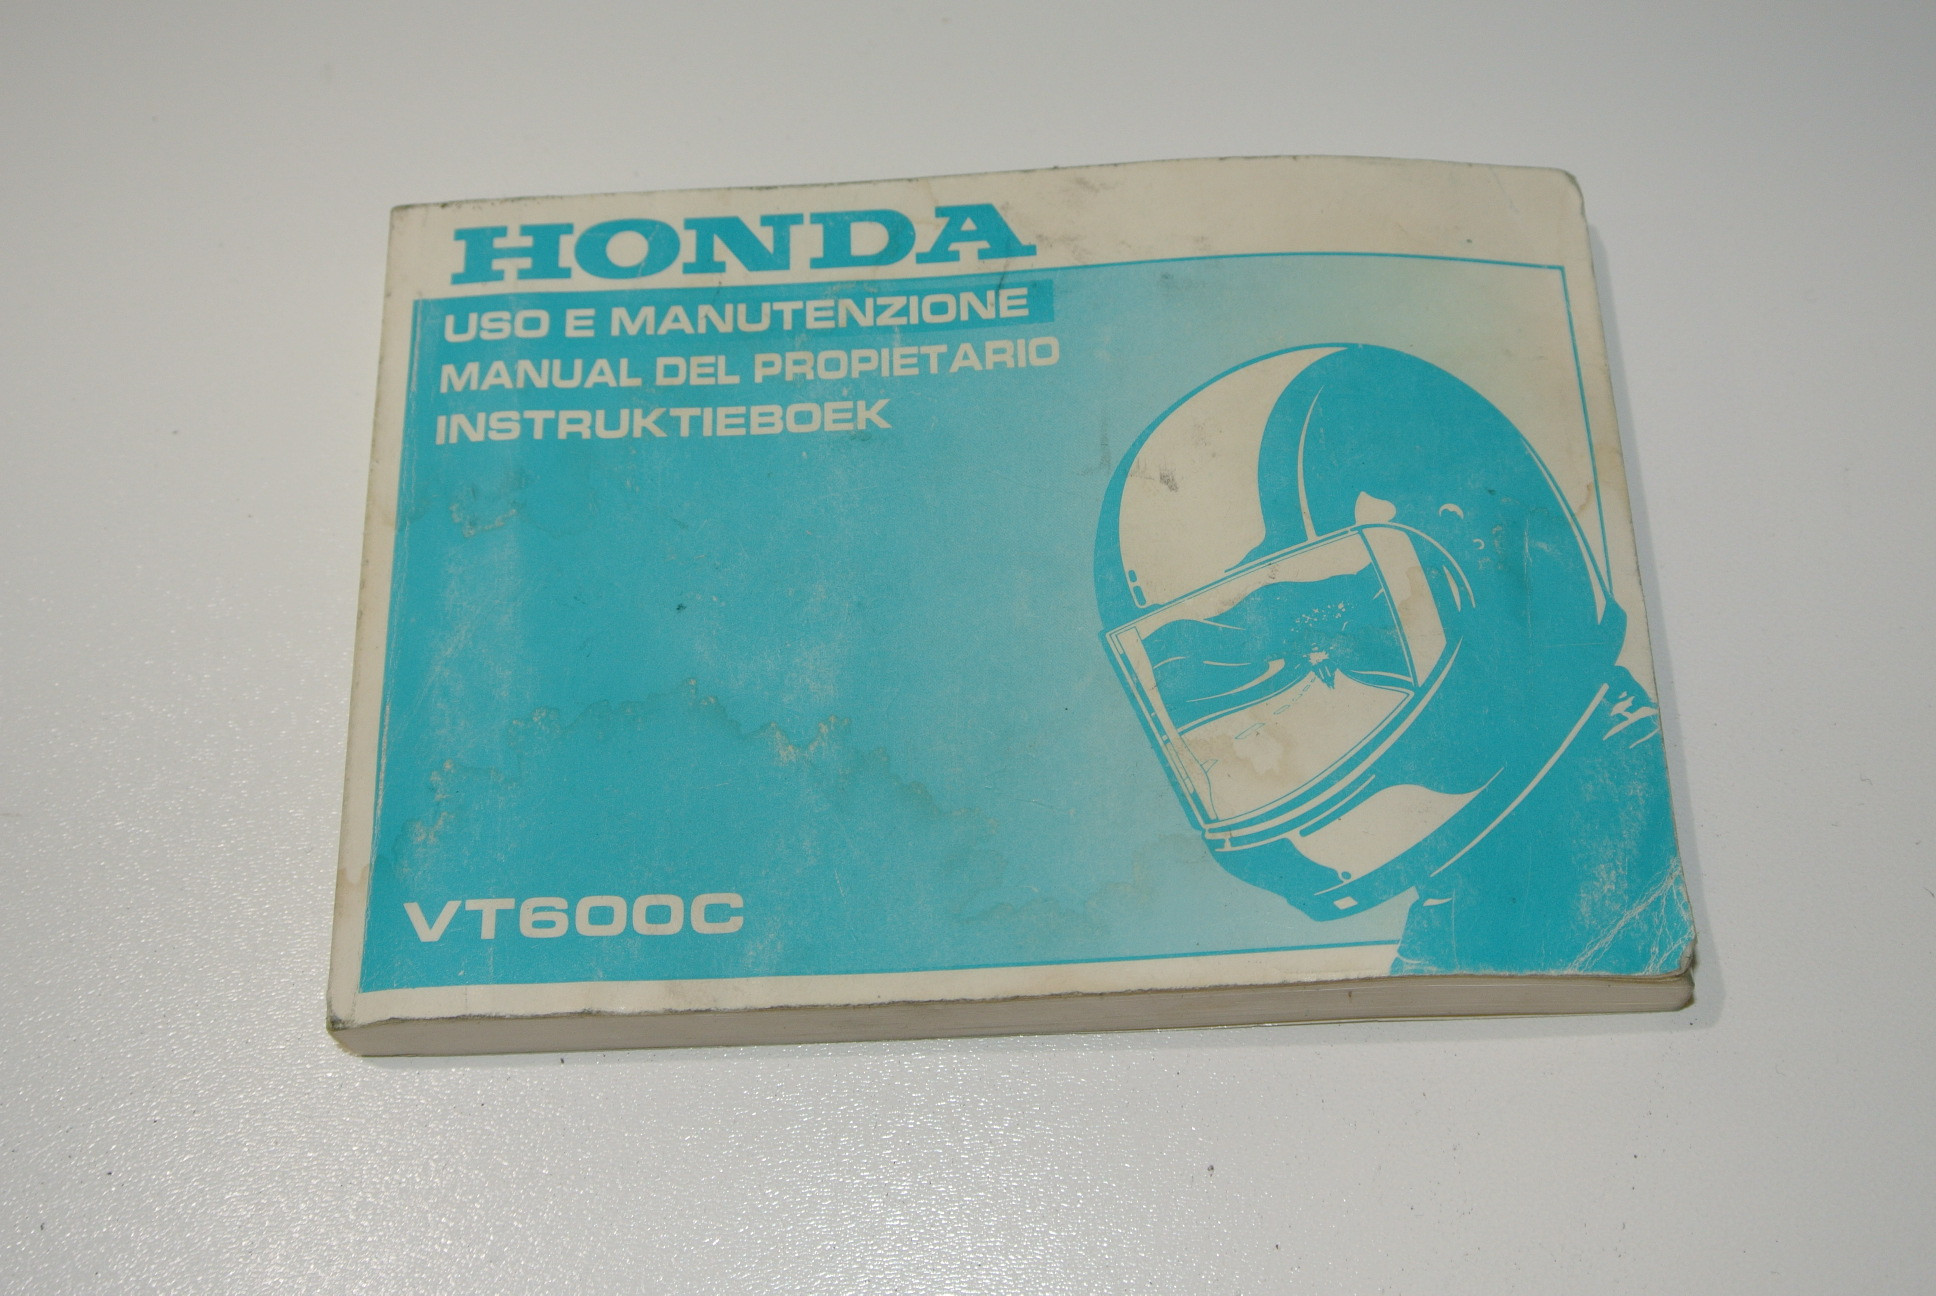 HONDA
USO E MANUTENZIONE
MANUAL DEL PROPIETARIO
INSTRUKTIEBOEK
VT600C